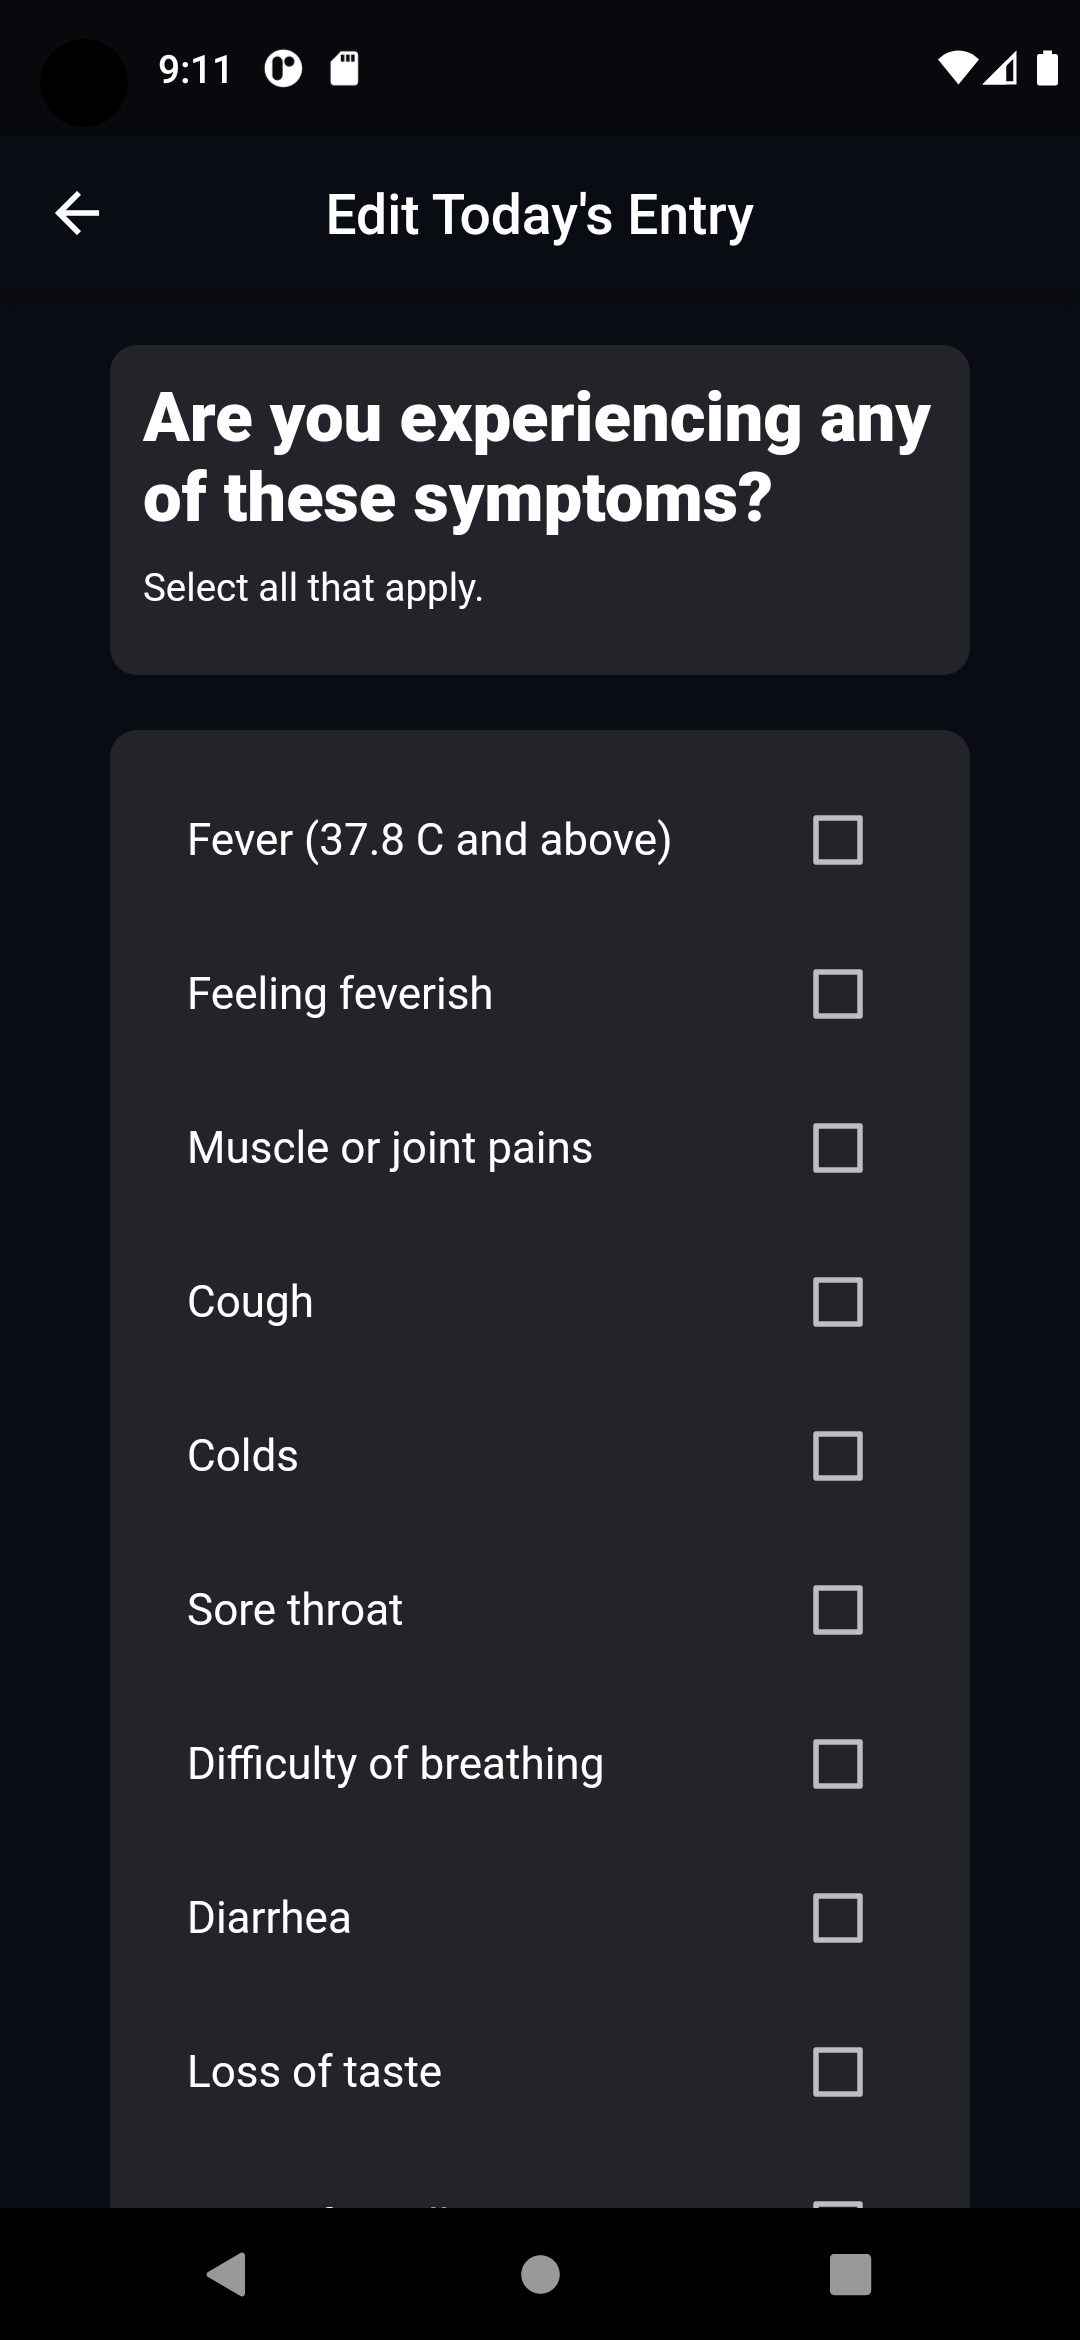 9:11
Edit Today's Entry
Are you experiencing any
of these symptoms?
Select all that apply.
Fever (37.8 C and above)
Feeling feverish
Muscle or joint pains
Cough
Colds
Sore throat
Difficulty of breathing
Diarrhea
Loss of taste